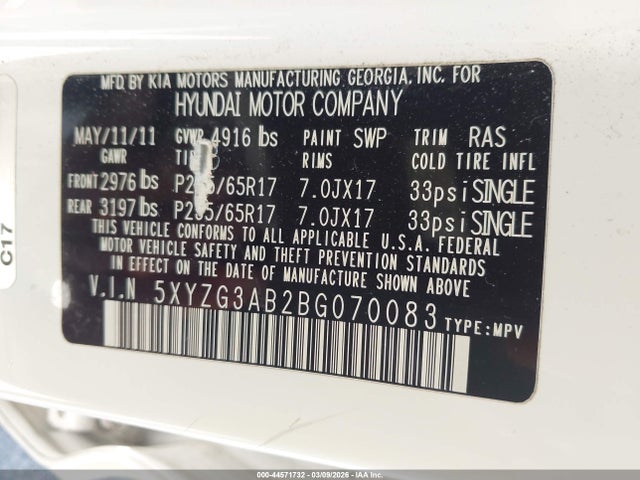 MFD. BY KIA MOTORS MANUFACTURING GEORGIA, INC. FOR
HYUNDAI MOTOR COMPANY
MAY/11/11 GVWR 4916 lbs PAINT SWP TRIM RAS
GAWR RIMS COLD TIRE INFL
FRONT 2976 lbs /65R17 7.0JX17 33psi SINGLE
REAR 3197 lbs /65R17 7.0JX17 33psi SINGLE
THIS VEHICLE CONFORMS TO ALL APPLICABLE U.S.A. FEDERAL
MOTOR VEHICLE SAFETY AND THEFT PREVENTION STANDARDS
IN EFFECT ON THE DATE OF MANUFACTURE SHOWN ABOVE.
V.I.N 5XYZG3AB2BG070083 TYPE: MPV
C17
000-44571732 - 03/09/2026 - IAAI.COM